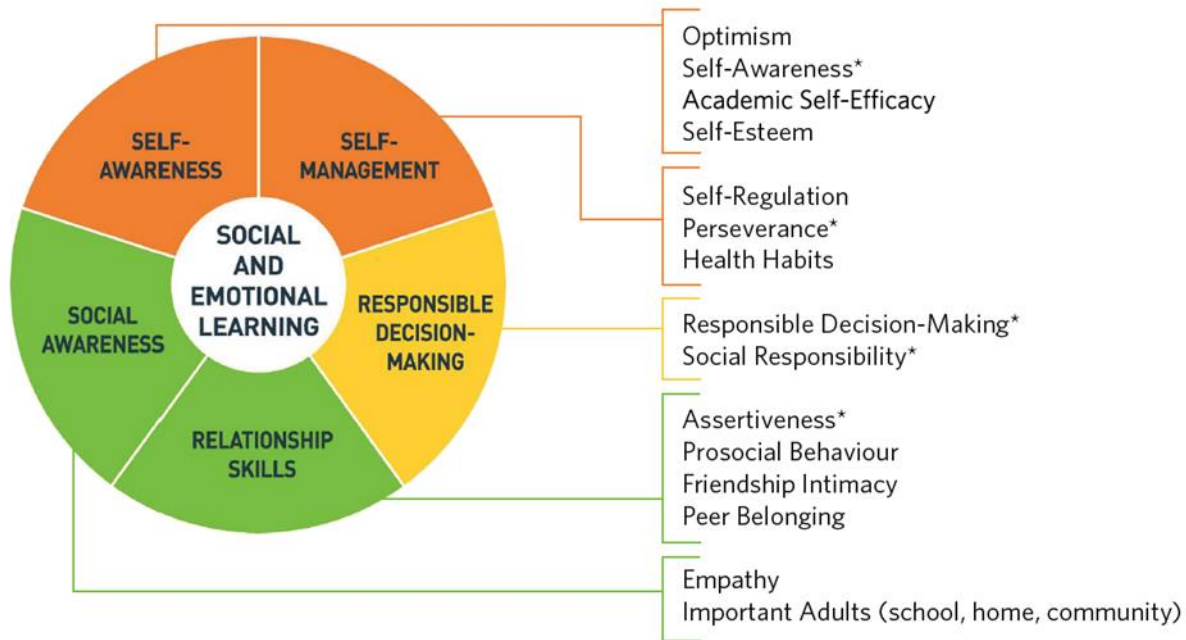 SELF-
AWARENESS
SELF-
MANAGEMENT
SOCIAL
AND
EMOTIONAL
LEARNING
RESPONSIBLE
DECISION-
MAKING
SOCIAL
AWARENESS
RELATIONSHIP
SKILLS
Optimism
Self-Awareness*
Academic Self-Efficacy
Self-Esteem
Self-Regulation
Perseverance*
Health Habits
Responsible Decision-Making*
Social Responsibility*
Assertiveness*
Prosocial Behaviour
Friendship Intimacy
Peer Belonging
Empathy
Important Adults (school, home, community)